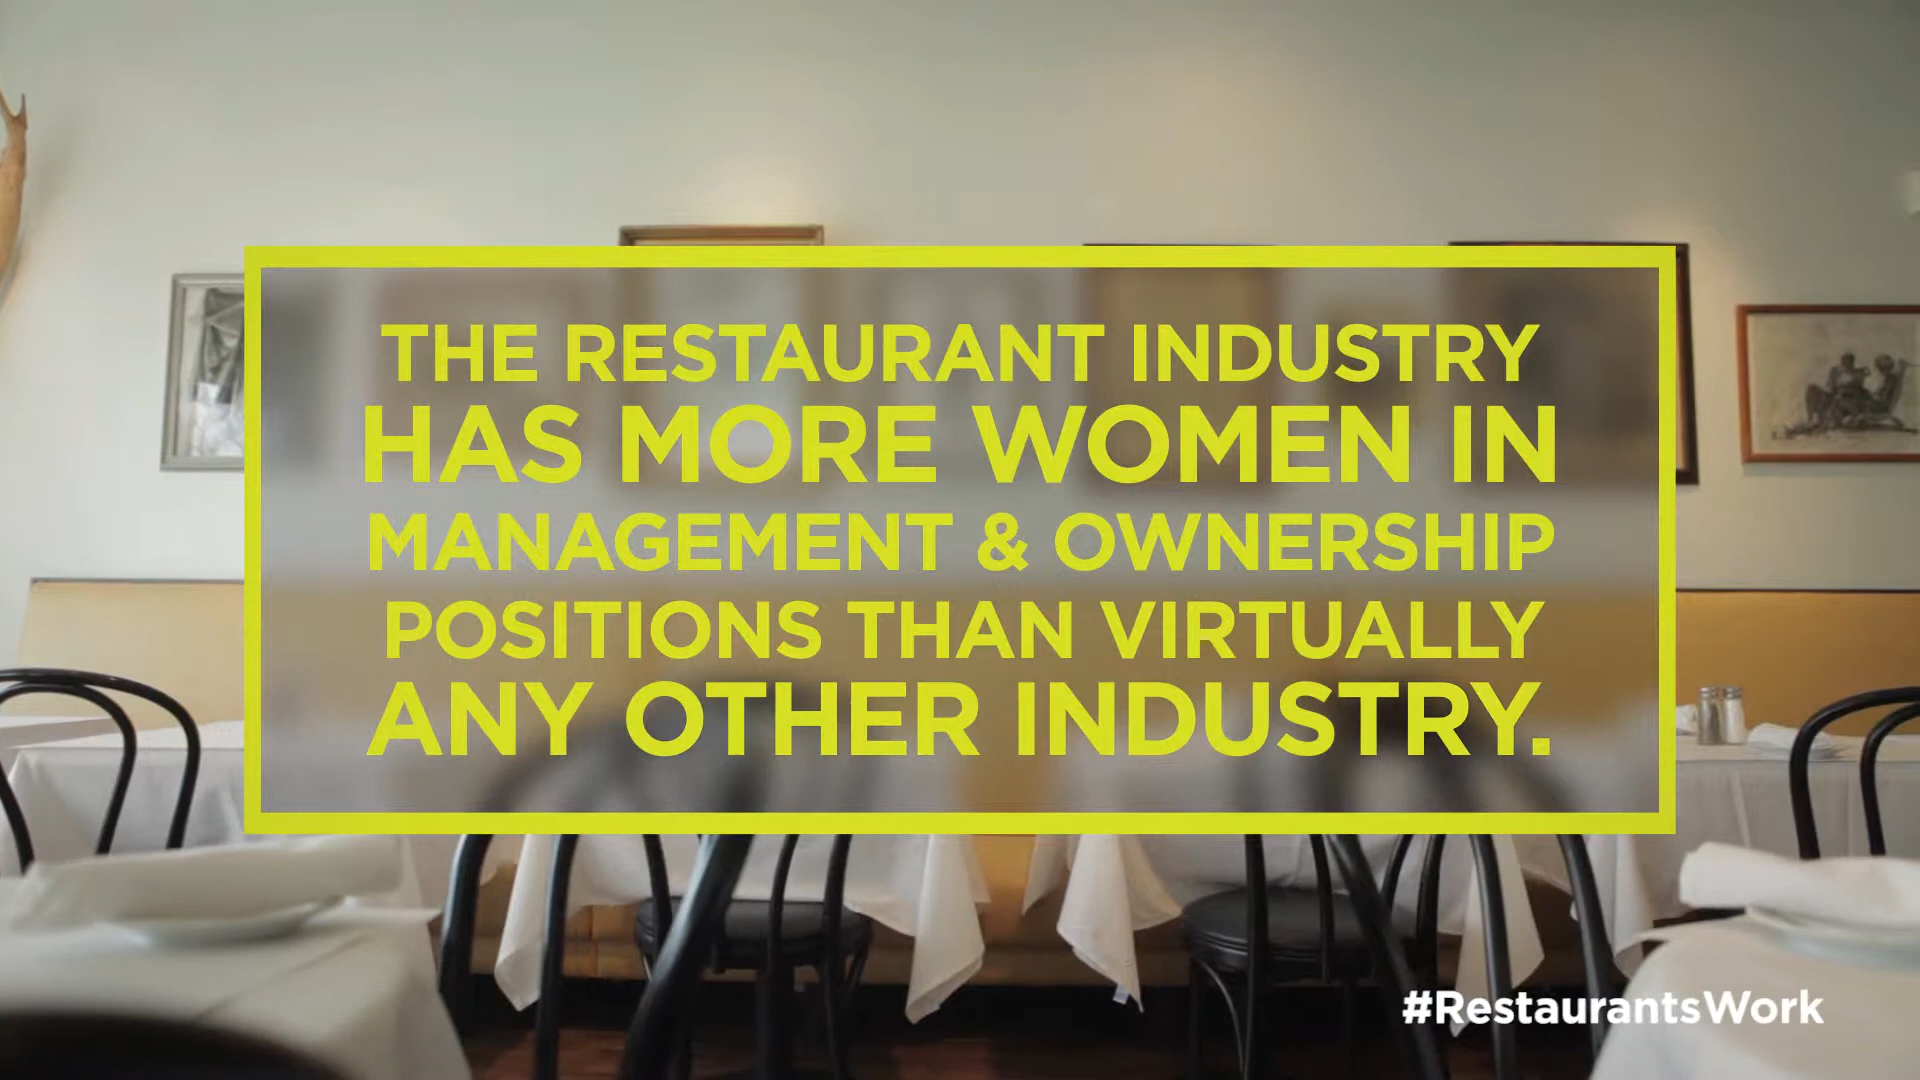 THE RESTAURANT INDUSTRY
HAS MORE WOMEN IN
MANAGEMENT & OWNERSHIP
POSITIONS THAN VIRTUALLY
ANY OTHER INDUSTRY.
#RestaurantsWork